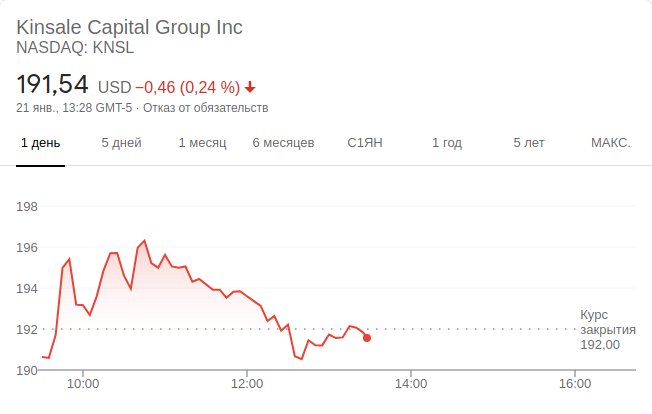 Kinsale Capital Group Inc
NASDAQ: KNSL
191,54 USD −0,46 (0,24 %)
21 янв., 13:28 GMT-5 · Отказ от обязательств
1 день 5 дней 1 месяц 6 месяцев С1ЯН 1 год 5 лет МАКС.
198
196
194
192
190
Курс
закрытия
192,00
10:00 12:00 14:00 16:00